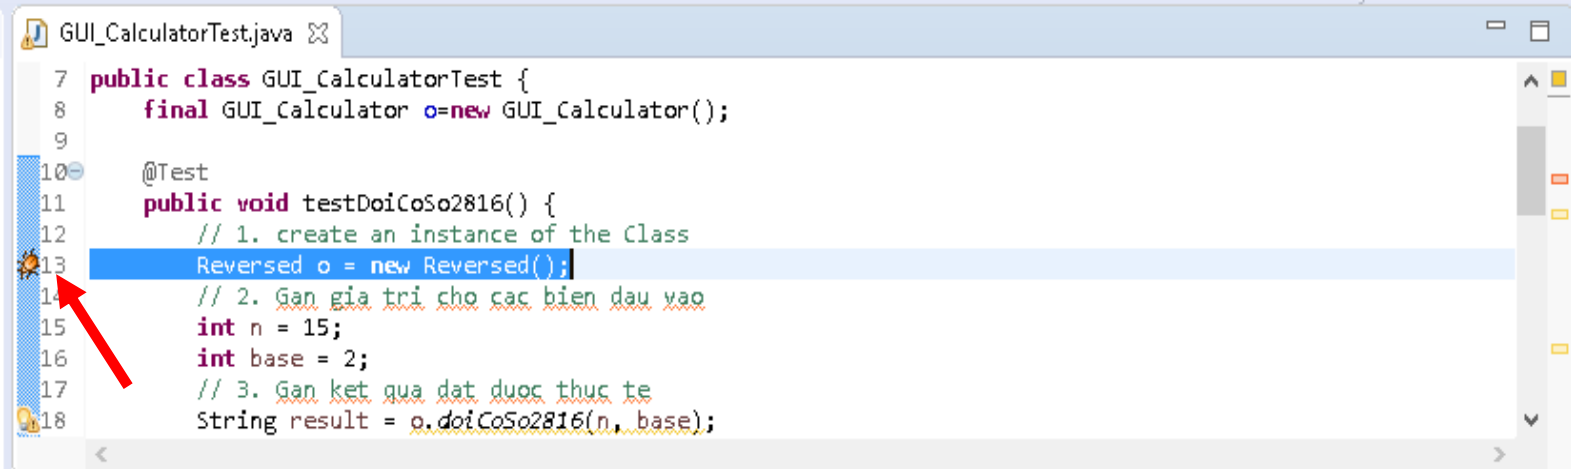 GUI_CalculatorTest.java
7 public class GUI_CalculatorTest {
8 final GUI_Calculator o=new GUI_Calculator();
9
10 @Test
11 public void testDoiCoSo2816() {
12 // 1. create an instance of the Class
13 Reversed o = new Reversed();
14 // 2. Gan gia tri cho cac bien dau vao
15 int n = 15;
16 int base = 2;
17 // 3. Gan ket qua dat duoc thuc te
18 String result = o.doiCoSo2816(n, base);